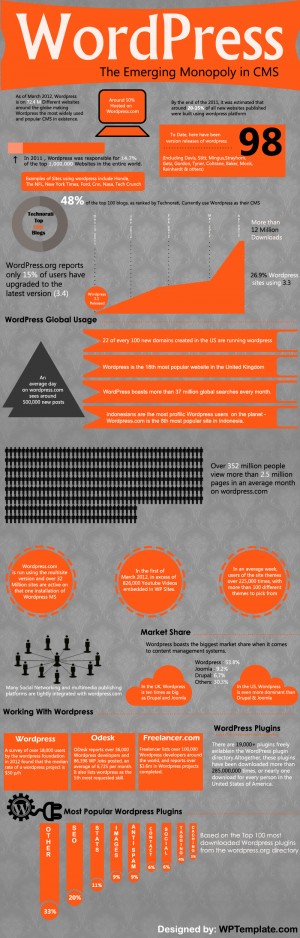 WordPress
The Emerging Monopoly in CMS
As of March 2012, Wordpress
is on 72.4 M Different websites
around the globe making
Wordpress the most widely used
and popular CMS in existence.
Around 50%
Hosted on
Wordpress.com
By the end of the 2011, it was estimated that
around of all new websites published
were built using wordpress platform
To Date, here have been
version releases of wordpress
98
(Including Davis, Strit, Mingus, Strayhorn,
Getz, Gerkins, Tyner, Coltrane, Baker, Monk,
Reinhardt & others)
In 2011, Wordpress was responsible for 14.7%
of the top 1,000,000 Websites in the entire world.
Examples of Sites using wordpress include Honda,
The NFL, New York Times, Ford, Cnn, Nasa, Tech Crunch
Technorati
Top
100
Blogs
48% of the top 100 blogs, as ranked by Technorati, Currently use Wordpress as their CMS
More than
12 Million
Downloads
WordPress.org reports
only 15% of users have
upgraded to the
latest version (3.4)
Wordpress
3.3
Released
26.9% Wordpress
sites using 3.3
WordPress Global Usage
An
average day
on wordpress.com
sees around
500,000 new posts
22 of every 100 new domains created in the US are running wordpress
Wordpress is the 18th most popular website in the United Kingdom
WordPress boasts more than 37 million global searches every month
Indonesians are the most prolific Wordpress users on the planet -
Wordpress.com is the 8th most popular site in Indonesia.
Over 352 million people
view more than 2.5 million
pages in an average month
on wordpress.com
Wordpress.com
is run using the multisite
version and over 32
Million sites are active on
that one installation of
Wordpress MS
In the first of
March 2012, in excess of
826,000 Youtube Videos
embedded in WP Sites.
In an average week,
users of the site themes
over 225,000 times, with
more than 100 different
themes to pick from
Market Share
Wordpress boasts the biggest market share when it comes
to content management systems.
Wordpress : 53.8%
Joomla : 9.2%
Drupal : 6.7%
Others :
Many Social Networking and multimedia publishing
platforms are tightly integrated with wordpress.com
In the UK, Wordpress
is ten times as big
as Drupal and Joomla
In the US, Wordpress
is even more dominant
than Drupal & Joomla
Working With Wordpress
Wordpress
A survey of over 18,000 users
by the wordpress foundation
in 2012 found that the median
rate of a wordpress project is
$50 p/h
Odesk
Odesk reports over 36,000
Wordpress developers and
86,396 WP Jobs posted, an
average of 6,721 per month
It also lists wordpress as the
5th most requested skill.
Freelancer.com
Freelancer lists over 106,000
Wordpress developers around
the world, and reports over
$3.6m in Wordpress projects
completed
WordPress Plugins
There are 19,000+ plugins freely
available in the WordPress plugin
directory. Altogether, these plugins
have been downloaded more than
285,000,000 times, or nearly one
download for every person in the
United States of America.
Most Popular Wordpress Plugins
OTHER
33%
SEO
20%
STATS
11%
IMAGES
9%
ANTI SPAM
9%
CONTACT
6%
SOCIAL
6%
Based on the Top 100 most
downloaded Wordpress plugins
from the wordpress.org directory
Designed by: WPTemplate.com